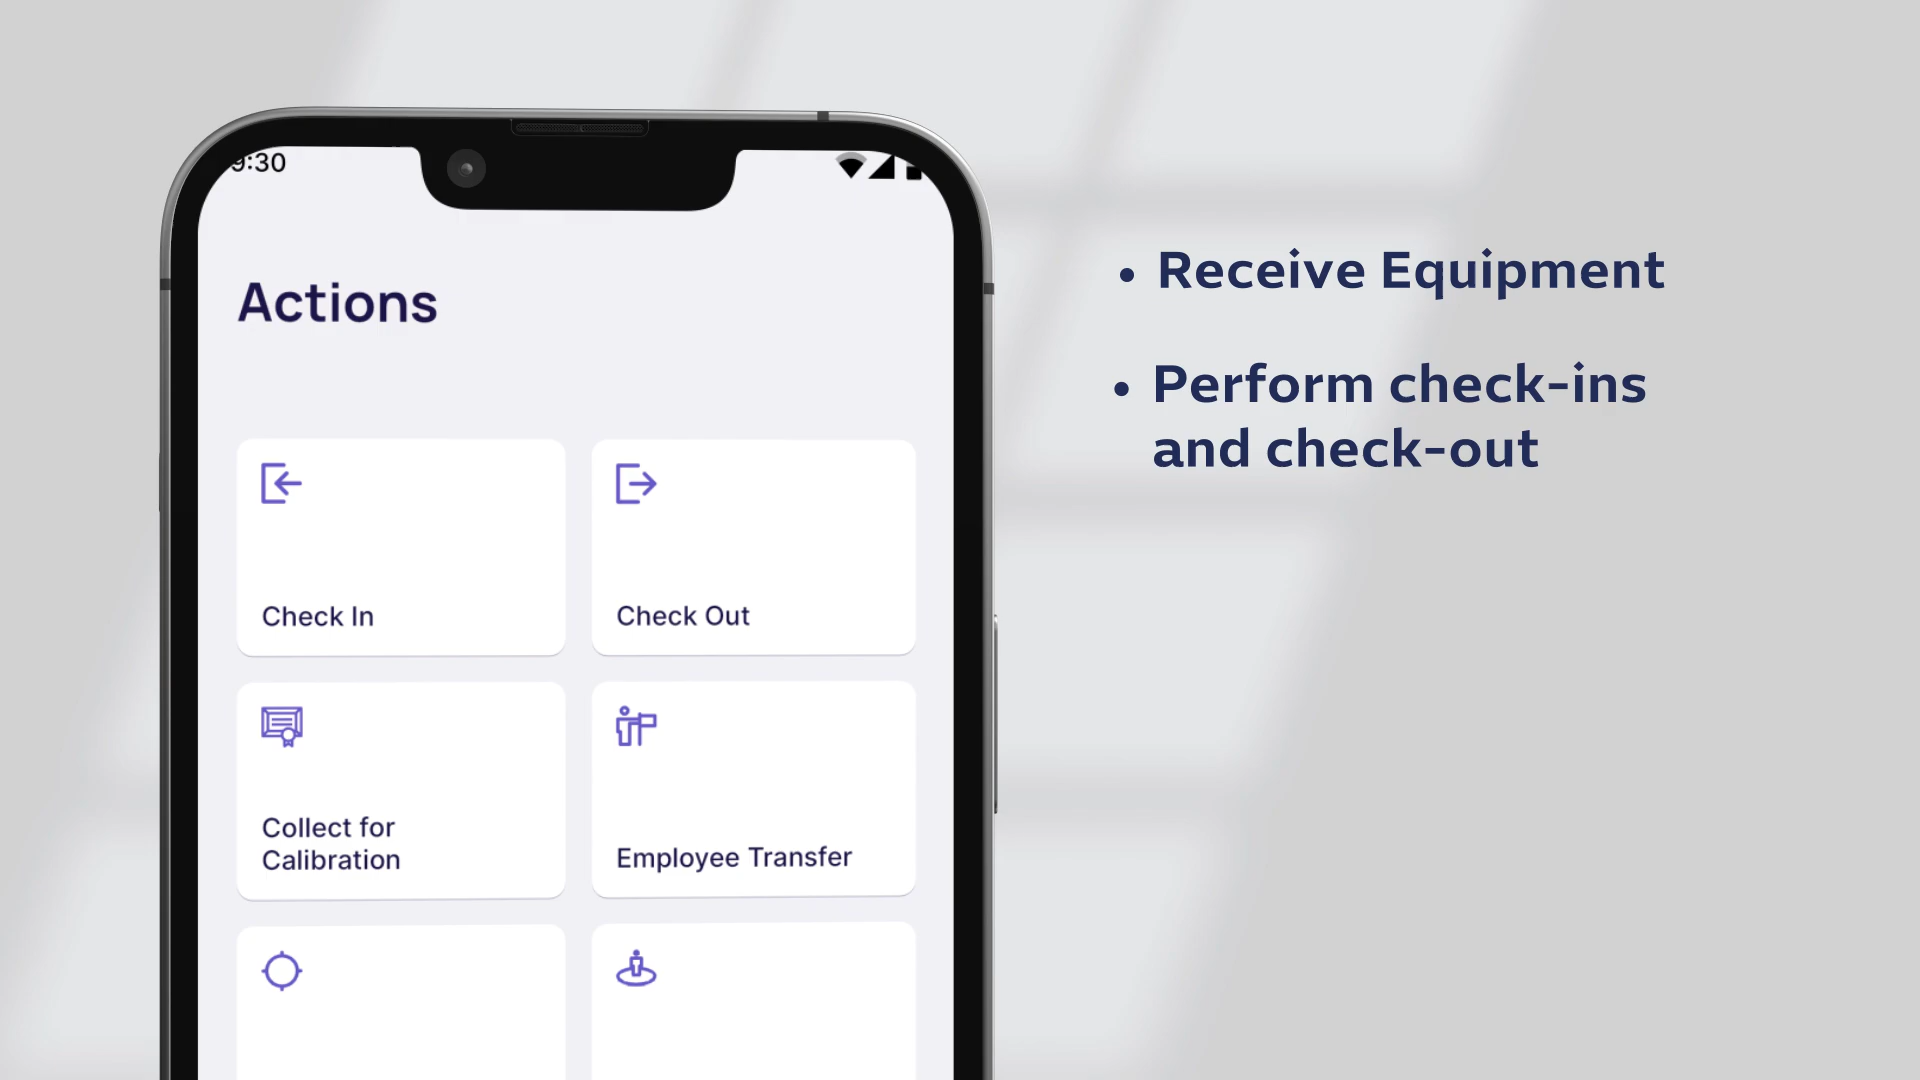 9:30
Actions
Check In
Check Out
Collect for
Calibration
Employee Transfer
• Receive Equipment
• Perform check-ins
and check-out